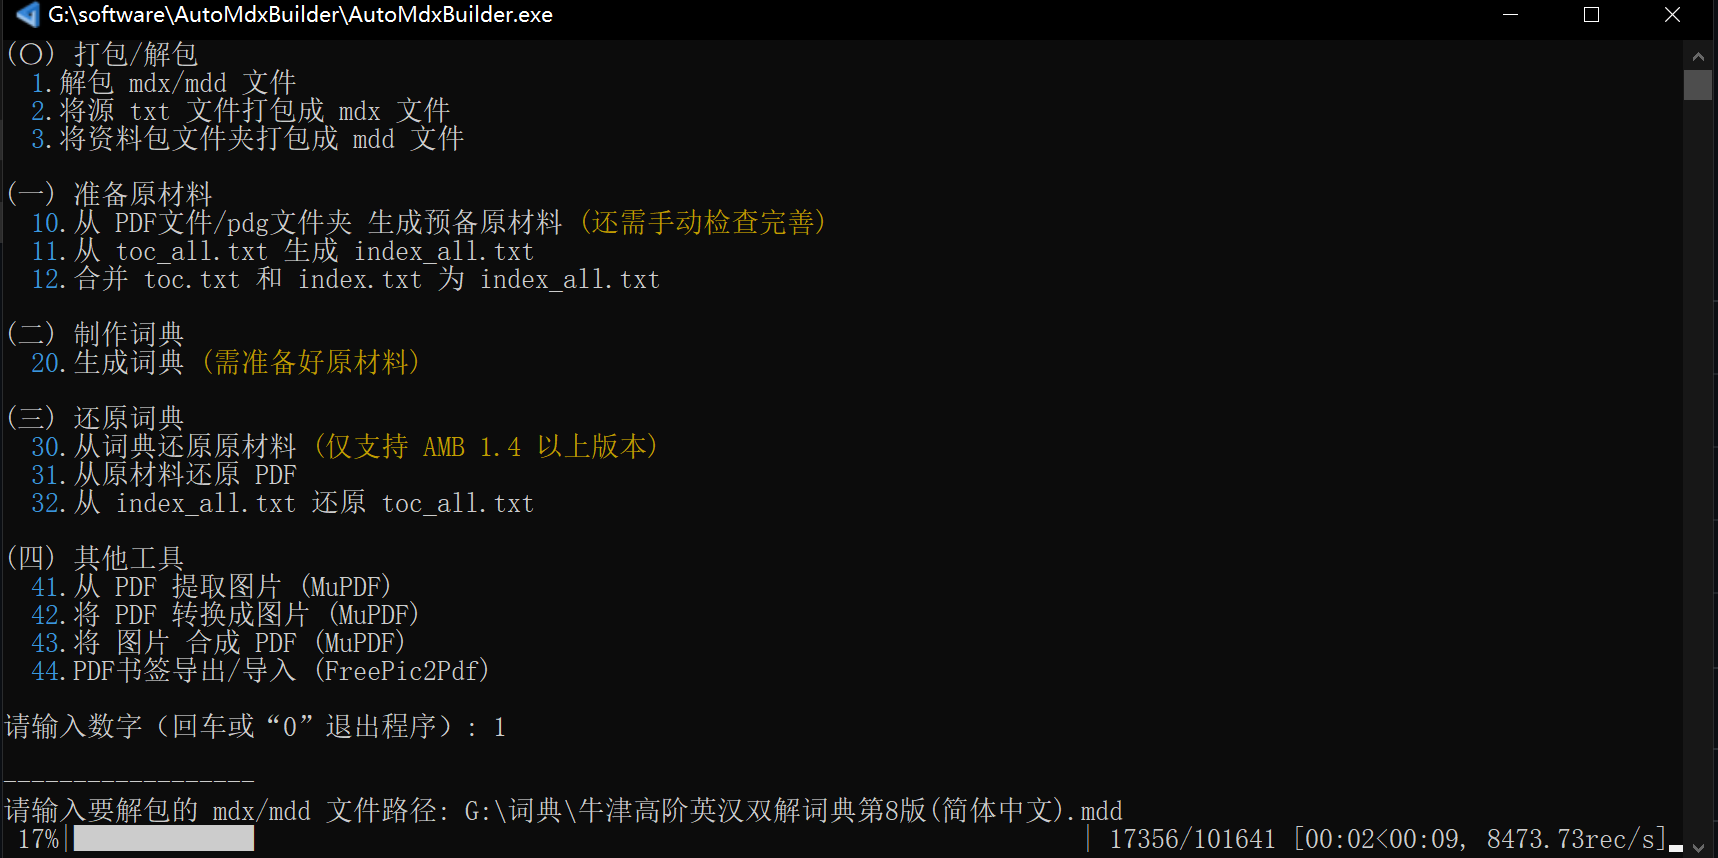 G:\software\AutoMdxBuilder\AutoMdxBuilder.exe
(〇) 打包/解包
1.解包 mdx/mdd 文件
2.将源 txt 文件打包成 mdx 文件
3.将资料包文件夹打包成 mdd 文件
(一) 准备原材料
10.从 PDF文件/pdg文件夹 生成预备原材料 (还需手动检查完善)
11.从 toc_all.txt 生成 index_all.txt
12.合并 toc.txt 和 index.txt 为 index_all.txt
(二) 制作词典
20.生成词典 (需准备好原材料)
(三) 还原词典
30.从词典还原原材料 (仅支持 AMB 1.4 以上版本)
31.从原材料还原 PDF
32.从 index_all.txt 还原 toc_all.txt
(四) 其他工具
41.从 PDF 提取图片 (MuPDF)
42.将 PDF 转换成图片 (MuPDF)
43.将 图片 合成 PDF (MuPDF)
44.PDF书签导出/导入 (FreePic2Pdf)
请输入数字（回车或“0”退出程序）: 1
------------------
请输入要解包的 mdx/mdd 文件路径: G:\词典\牛津高阶英汉双解词典第8版(简体中文).mdd
17%| | 17356/101641 [00:02<00:09, 8473.73rec/s]